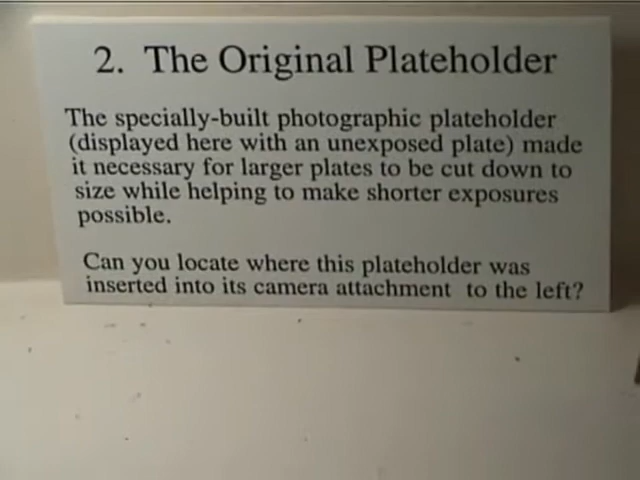 2. The Original Plateholder
The specially-built photographic plateholder
(displayed here with an unexposed plate) made
it necessary for larger plates to be cut down to
size while helping to make shorter exposures
possible.
Can you locate where this plateholder was
inserted into its camera attachment to the left?